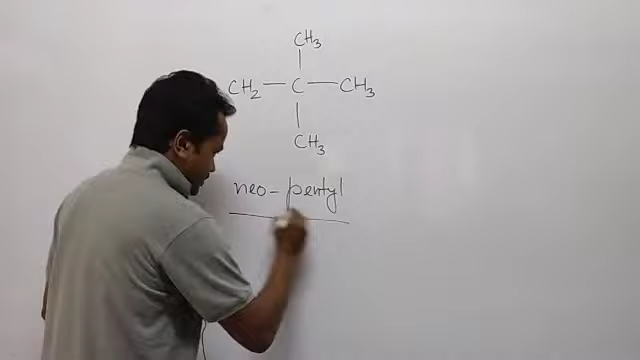 CH3
CH2 — C — CH3
CH3
neo-pentyl